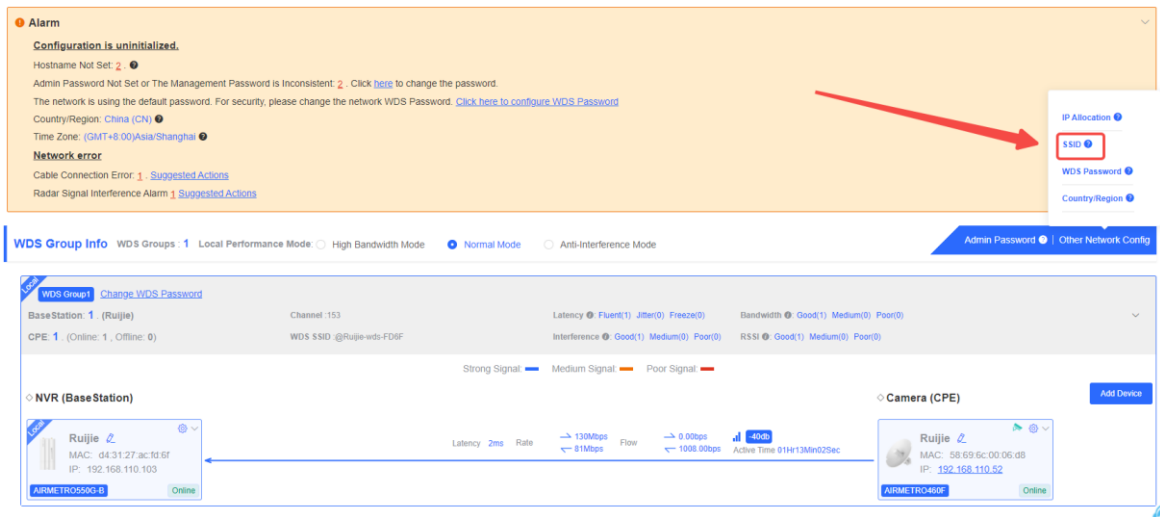 Alarm
Configuration is uninitialized.
Hostname Not Set: 2 .
Admin Password Not Set or The Management Password is Inconsistent: 2 . Click here to change the password.
The network is using the default password. For security, please change the network WDS Password. Click here to configure WDS Password
Country/Region: China (CN)
Time Zone: (GMT+8:00)Asia/Shanghai
Network error
Cable Connection Error: 1 . Suggested Actions
Radar Signal Interference Alarm 1 Suggested Actions
IP Allocation
SSID
WDS Password
Country/Region
WDS Group Info WDS Groups : 1 Local Performance Mode: High Bandwidth Mode Normal Mode Anti-Interference Mode
Admin Password | Other Network Config
Local
WDS Group1 Change WDS Password
BaseStation: 1 . (Ruijie) Channel :153 Latency : Fluent(1) Jitter(0) Freeze(0) Bandwidth : Good(1) Medium(0) Poor(0)
CPE: 1 . (Online: 1 , Offline: 0) WDS SSID :@Ruijie-wds-FD6F Interference : Good(1) Medium(0) Poor(0) RSSI : Good(1) Medium(0) Poor(0)
Strong Signal: Medium Signal: Poor Signal:
NVR (BaseStation) Camera (CPE) Add Device
Local
Ruijie
MAC: d4:31:27:ac:fd:6f
IP: 192.168.110.103
AIRMETRO550G-B Online
Latency 2ms Rate 130Mbps 81Mbps Flow 0.00bps 1008.00bps -40db
Active Time 01Hr13Min02Sec
Ruijie
MAC: 58:69:6c:00:06:d8
IP: 192.168.110.52
AIRMETRO460F Online